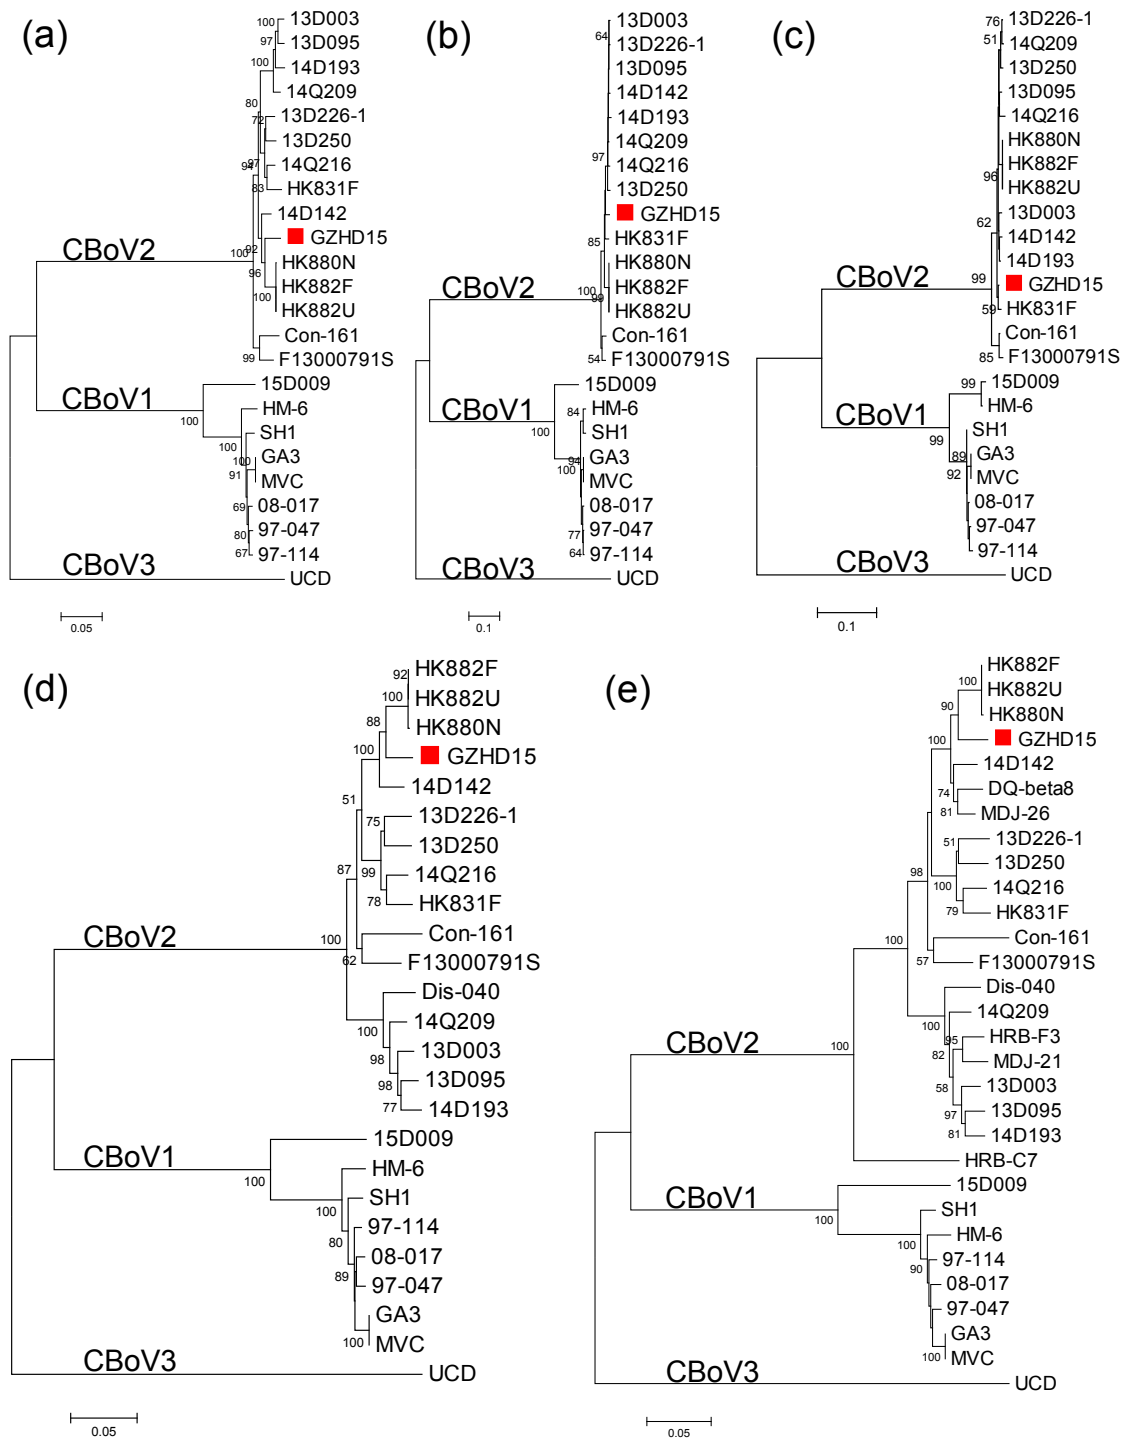 (a)
100
13D003
97
13D095
100
14D193
14Q209
80
72
13D226-1
13D250
94
97
14Q216
83
HK831F
14D142
GZHD15
CBoV2
100
92
HK880N
96
HK882F
100
HK882U
Con-161
99
F13000791S
15D009
CBoV1
100
HM-6
100
SH1
100
GA3
91
MVC
69
08-017
80
97-047
67
97-114
CBoV3
UCD
0.05
(b)
13D003
64
13D226-1
13D095
14D142
14D193
14Q209
97
14Q216
13D250
GZHD15
85
HK831F
HK880N
CBoV2
100
99
HK882F
HK882U
Con-161
54
F13000791S
15D009
CBoV1
100
84
HM-6
SH1
94
GA3
100
MVC
08-017
77
97-047
64
97-114
CBoV3
UCD
0.1
(c)
76
13D226-1
51
14Q209
13D250
13D095
14Q216
HK880N
HK882F
96
HK882U
13D003
62
14D142
14D193
CBoV2
99
GZHD15
59
HK831F
Con-161
85
F13000791S
99
15D009
HM-6
CBoV1
99
SH1
89
GA3
92
MVC
08-017
97-047
97-114
CBoV3
UCD
0.1
(d)
92
HK882F
100
HK882U
88
HK880N
100
GZHD15
14D142
51
75
13D226-1
13D250
87
99
14Q216
78
HK831F
CBoV2
100
Con-161
62
F13000791S
Dis-040
100
14Q209
98
13D003
98
13D095
77
14D193
15D009
CBoV1
100
HM-6
100
SH1
80
97-114
08-017
89
97-047
GA3
100
MVC
CBoV3
UCD
0.05
(e)
HK882F
100
HK882U
90
HK880N
100
GZHD15
14D142
74
DQ-beta8
81
MDJ-26
51
13D226-1
13D250
98
100
14Q216
79
HK831F
100
Con-161
57
F13000791S
Dis-040
100
14Q209
95
HRB-F3
CBoV2
100
82
MDJ-21
58
13D003
97
13D095
81
14D193
HRB-C7
CBoV1
15D009
100
SH1
100
HM-6
90
97-114
08-017
97-047
GA3
100
MVC
CBoV3
UCD
0.05